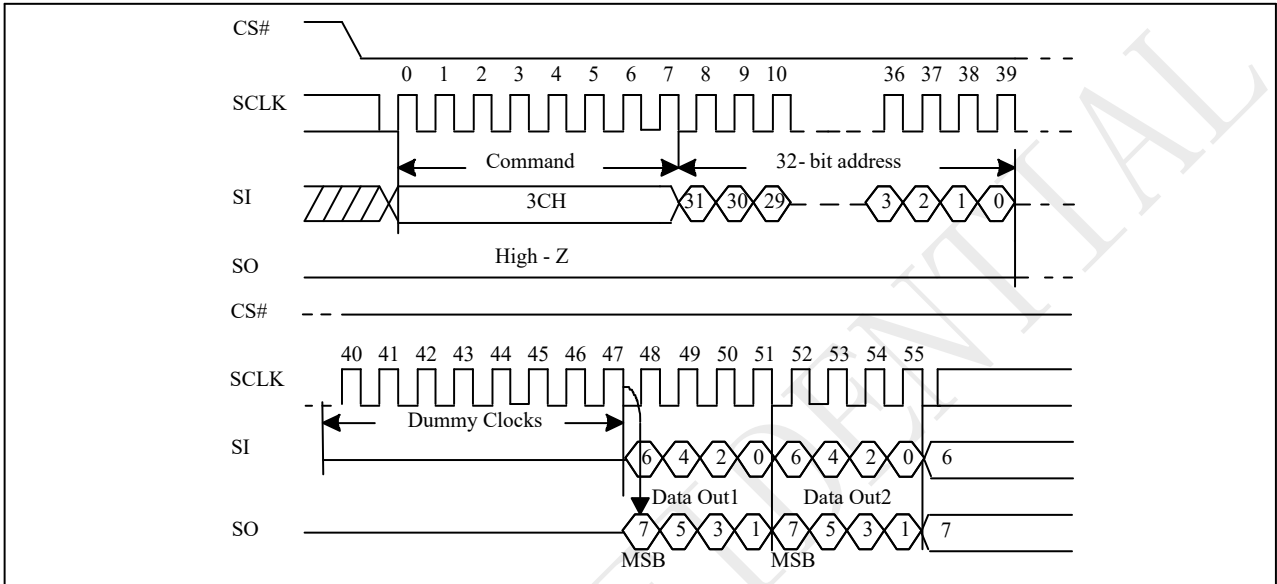 CS#
0 1 2 3 4 5 6 7 8 9 10 36 37 38 39
SCLK
Command 32- bit address
SI 3CH 31 30 29 3 2 1 0
High - Z
SO
CS#
40 41 42 43 44 45 46 47 48 49 50 51 52 53 54 55
SCLK
Dummy Clocks
SI 6 4 2 0 6 4 2 0 6
Data Out1 Data Out2
SO 7 5 3 1 7 5 3 1 7
MSB MSB
IDENTIAL